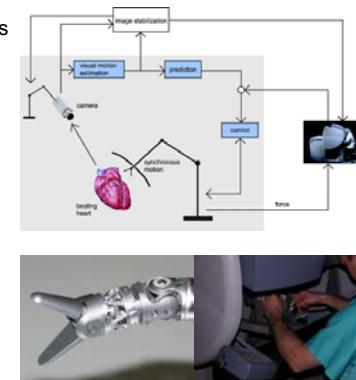 s
image stabilization
visual motion
estimation
prediction
camera
control
synchronous
motion
beating
heart
force